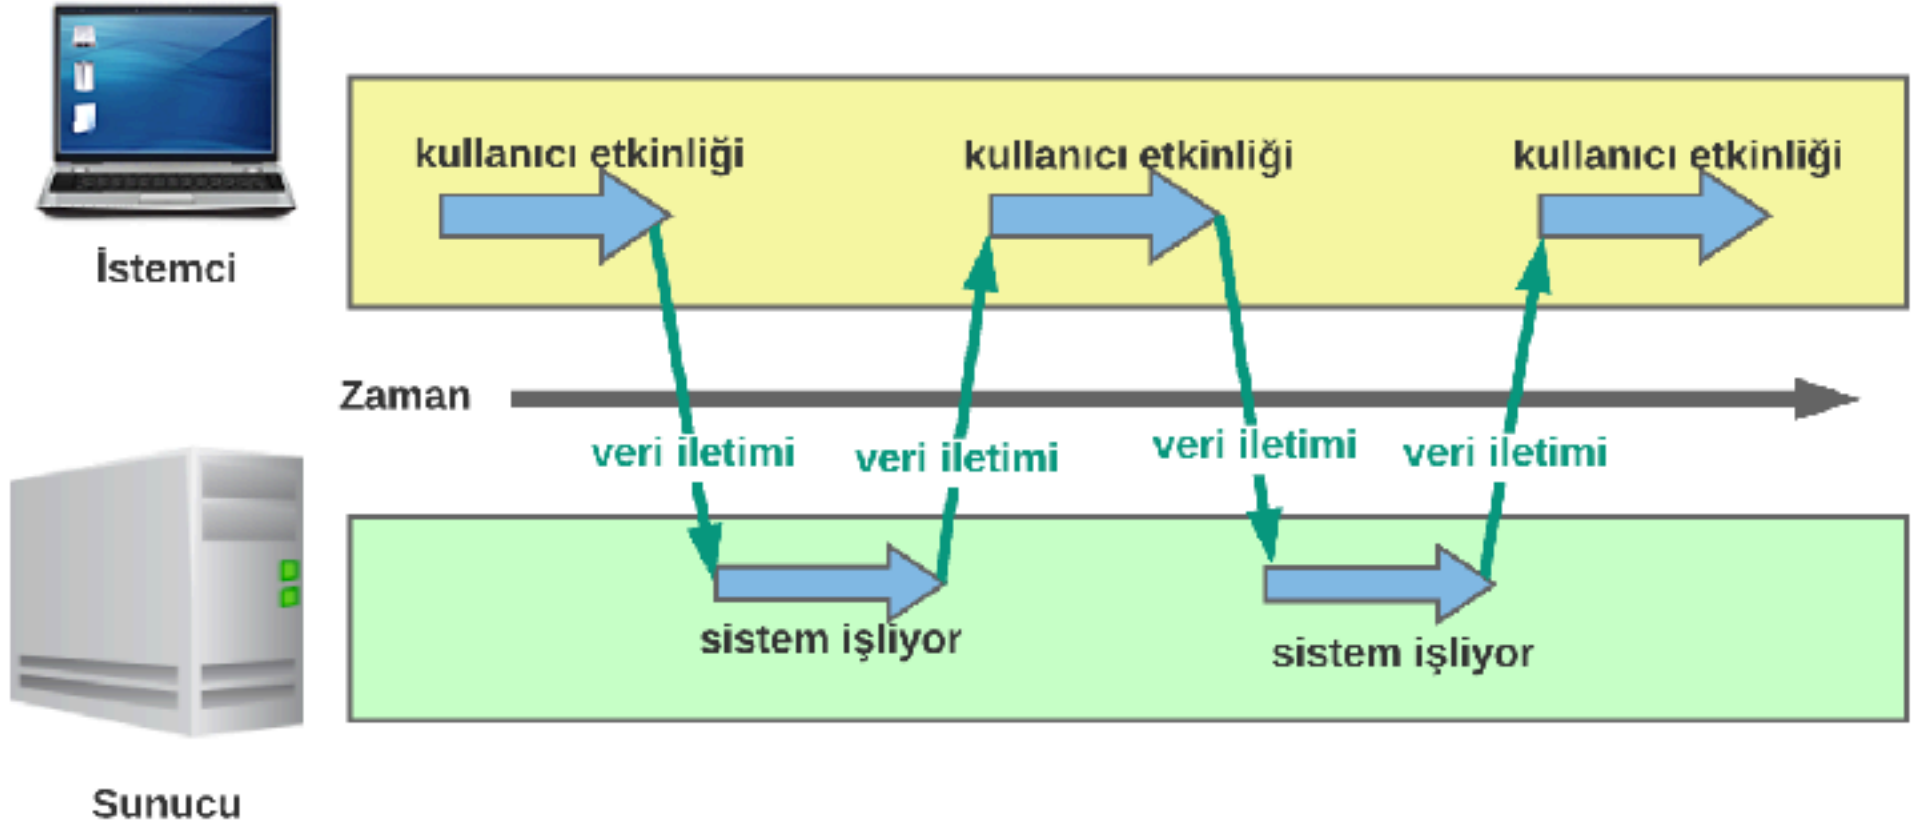 kullanıcı etkinliği
kullanıcı etkinliği
kullanıcı etkinliği
İstemci
Zaman
veri iletimi
veri iletimi
veri iletimi
veri iletimi
sistem işliyor
sistem işliyor
Sunucu